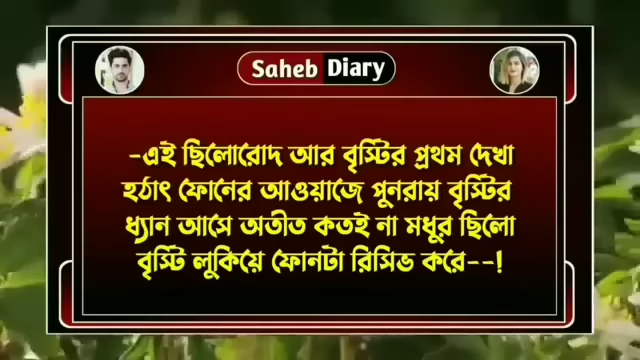 Saheb Diary
-এই ছিলোরোদ আর বৃস্টির প্রথম দেখা
হঠাৎ ফোনের আওয়াজে পুনরায় বৃস্টির
ধ্যান আসে অতীত কতই না মধুর ছিলো
বৃস্টি লুকিয়ে ফোনটা রিসিভ করে--!